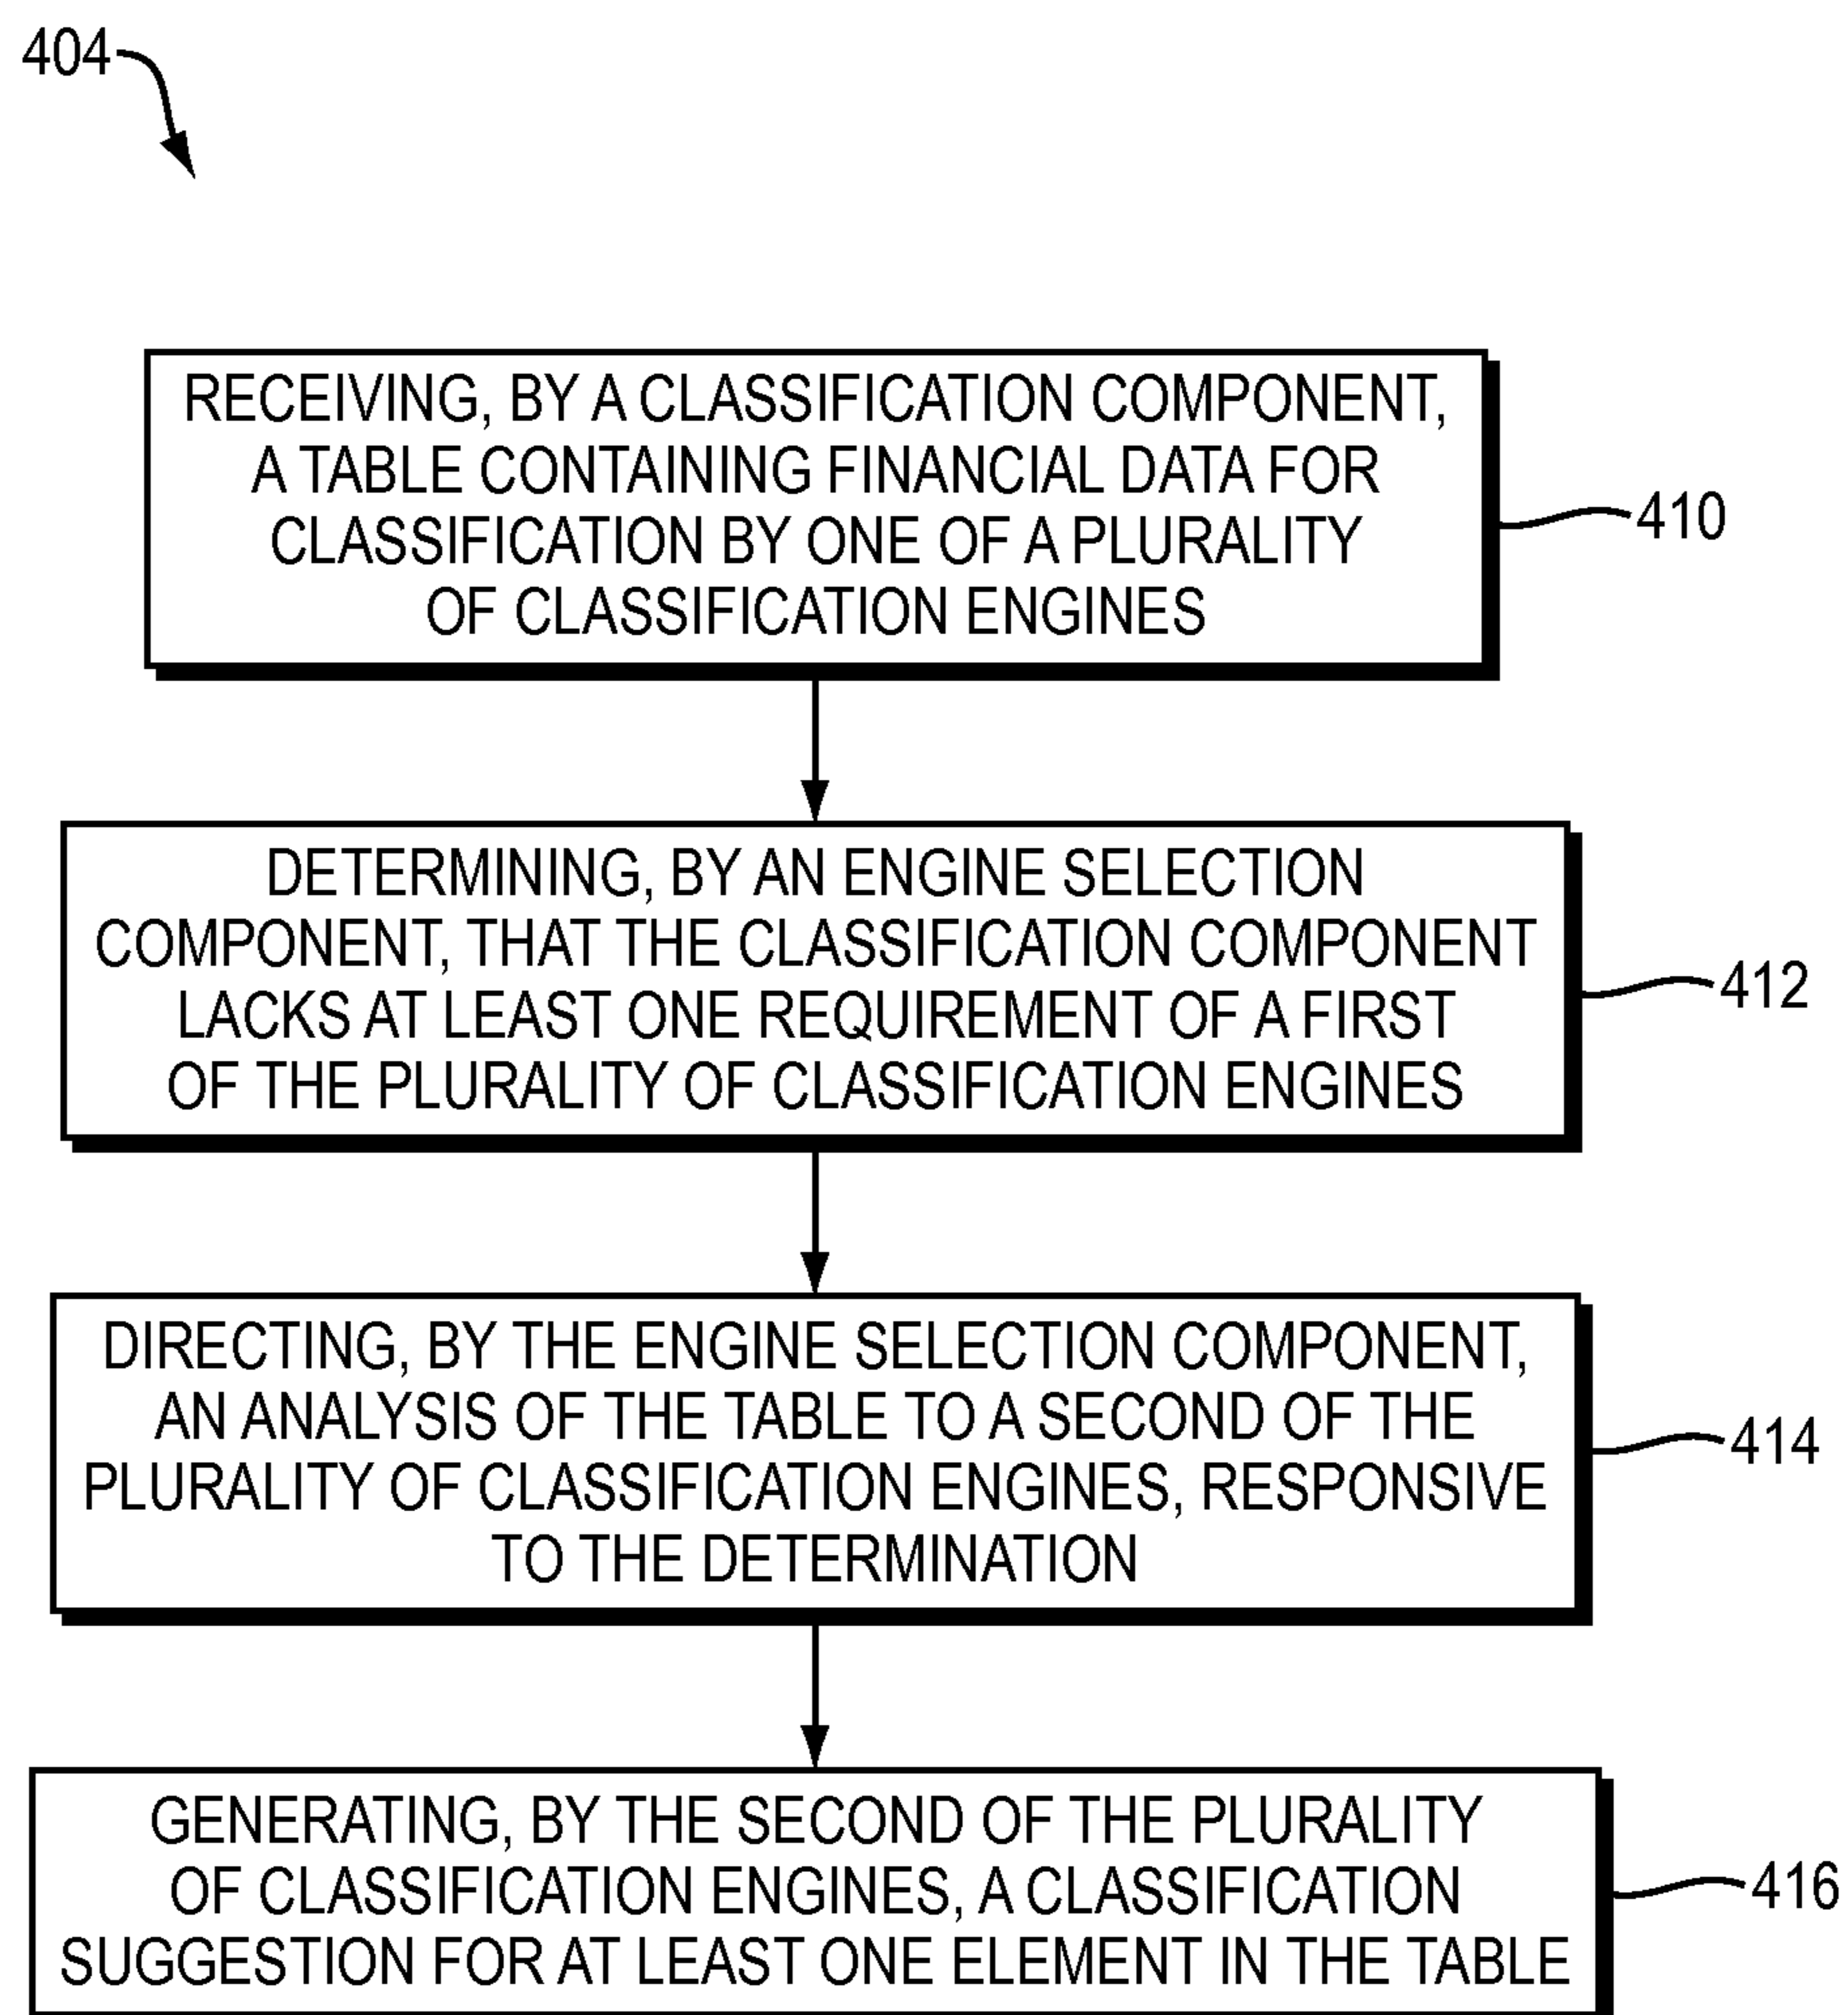 404
RECEIVING, BY A CLASSIFICATION COMPONENT,
A TABLE CONTAINING FINANCIAL DATA FOR
CLASSIFICATION BY ONE OF A PLURALITY
OF CLASSIFICATION ENGINES
410
DETERMINING, BY AN ENGINE SELECTION
COMPONENT, THAT THE CLASSIFICATION COMPONENT
LACKS AT LEAST ONE REQUIREMENT OF A FIRST
OF THE PLURALITY OF CLASSIFICATION ENGINES
412
DIRECTING, BY THE ENGINE SELECTION COMPONENT,
AN ANALYSIS OF THE TABLE TO A SECOND OF THE
PLURALITY OF CLASSIFICATION ENGINES, RESPONSIVE
TO THE DETERMINATION
414
GENERATING, BY THE SECOND OF THE PLURALITY
OF CLASSIFICATION ENGINES, A CLASSIFICATION
SUGGESTION FOR AT LEAST ONE ELEMENT IN THE TABLE
416